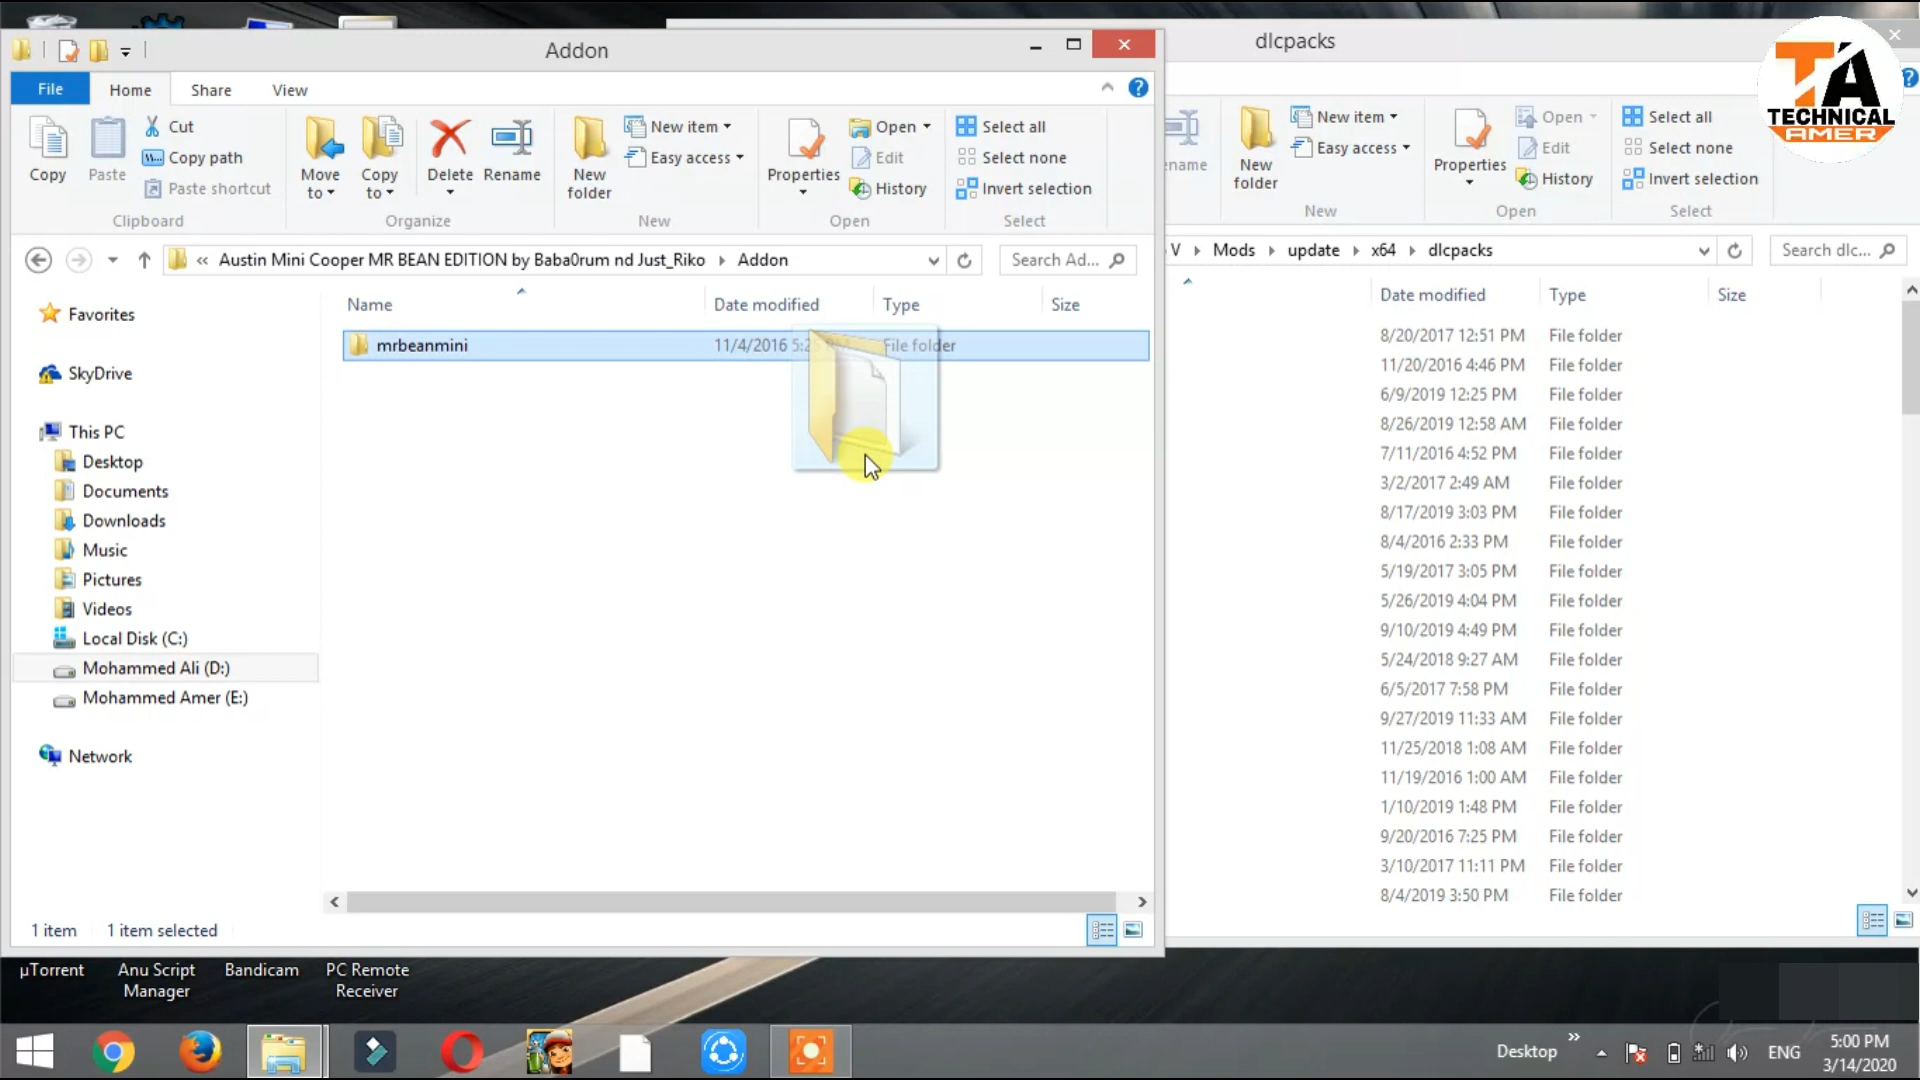 Addon
File Home Share View
Copy
Paste
Cut
Copy path
Paste shortcut
Clipboard
Move to
Copy to
Delete
Rename
Organize
New folder
New item
Easy access
New
Properties
Open
Edit
History
Open
Select all
Select none
Invert selection
Select
« Austin Mini Cooper MR BEAN EDITION by Baba0rum nd Just_Riko Addon
Search Ad...
Favorites
SkyDrive
This PC
Desktop
Documents
Downloads
Music
Pictures
Videos
Local Disk (C:)
Mohammed Ali (D:)
Mohammed Amer (E:)
Network
Name Date modified Type Size
mrbeanmini 11/4/2016 5:25 PM File folder
1 item 1 item selected
dlcpacks
TA
TECHNICAL
AMER
ename
New folder
New item
Easy access
New
Properties
Open
Edit
History
Open
Select all
Select none
Invert selection
Select
V Mods update x64 dlcpacks
Search dlc...
Date modified Type Size
8/20/2017 12:51 PM File folder
11/20/2016 4:46 PM File folder
6/9/2019 12:25 PM File folder
8/26/2019 12:58 AM File folder
7/11/2016 4:52 PM File folder
3/2/2017 2:49 AM File folder
8/17/2019 3:03 PM File folder
8/4/2016 2:33 PM File folder
5/19/2017 3:05 PM File folder
5/26/2019 4:04 PM File folder
9/10/2019 4:49 PM File folder
5/24/2018 9:27 AM File folder
6/5/2017 7:58 PM File folder
9/27/2019 11:33 AM File folder
11/25/2018 1:08 AM File folder
11/19/2016 1:00 AM File folder
1/10/2019 1:48 PM File folder
9/20/2016 7:25 PM File folder
3/10/2017 11:11 PM File folder
8/4/2019 3:50 PM File folder
µTorrent
Anu Script Manager
Bandicam
PC Remote Receiver
Desktop
ENG
5:00 PM
3/14/2020